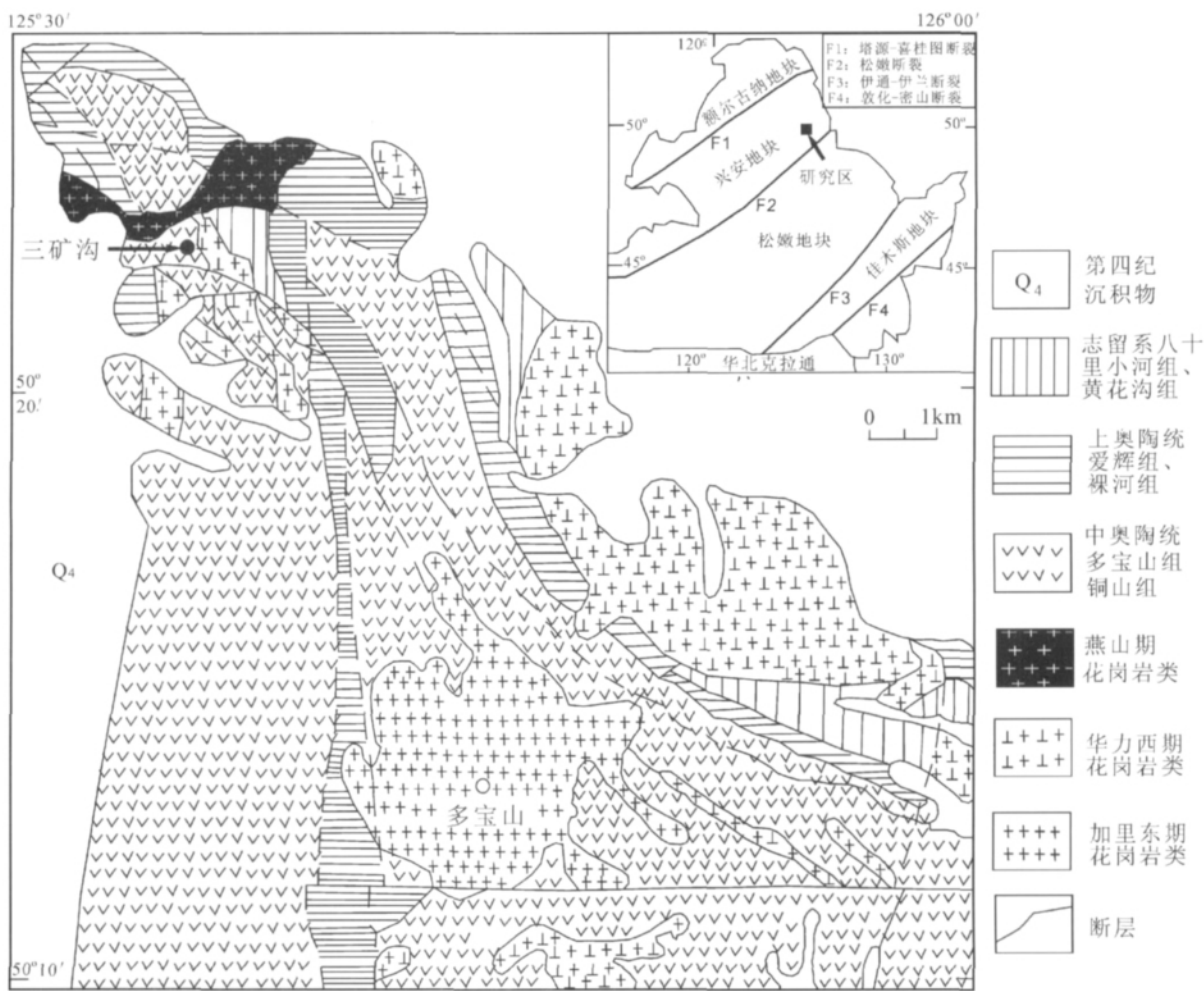 125°30′
126°00′
120°
F1：塔源-喜桂图断裂
F2：松嫩断裂
F3：伊通-伊兰断裂
F4：敦化-密山断裂
额尔古纳地块
50°
50°
F1
兴安地块
研究区
F2
松嫩地块
佳木斯地块
45°
45°
F3
F4
120°
130°
华北克拉通
三矿沟
50°
20′
0 1km
Q₄
多宝山
50°10′
Q₄
第四纪
沉积物
志留系八十
里小河组、
黄花沟组
上奥陶统
爱辉组、
裸河组
中奥陶统
多宝山组
铜山组
燕山期
花岗岩类
华力西期
花岗岩类
加里东期
花岗岩类
断层